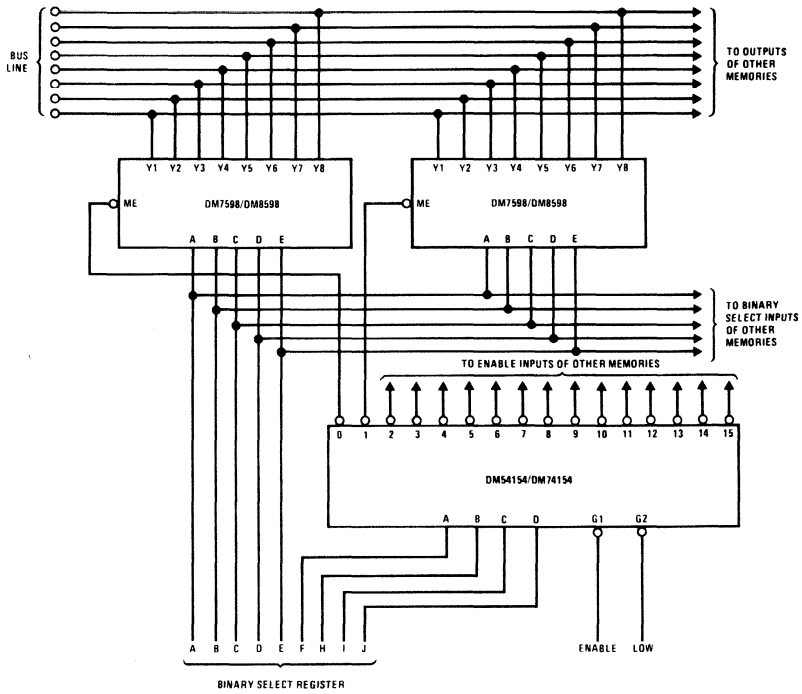 BUS
LINE
TO OUTPUTS
OF OTHER
MEMORIES
Y1 Y2 Y3 Y4 Y5 Y6 Y7 Y8
Y1 Y2 Y3 Y4 Y5 Y6 Y7 Y8
ME DM7598/DM8598
ME DM7598/DM8598
A B C D E
A B C D E
TO BINARY
SELECT INPUTS
OF OTHER
MEMORIES
TO ENABLE INPUTS OF OTHER MEMORIES
0 1 2 3 4 5 6 7 8 9 10 11 12 13 14 15
DM54154/DM74154
A B C D G1 G2
A B C D E F H I J ENABLE LOW
BINARY SELECT REGISTER